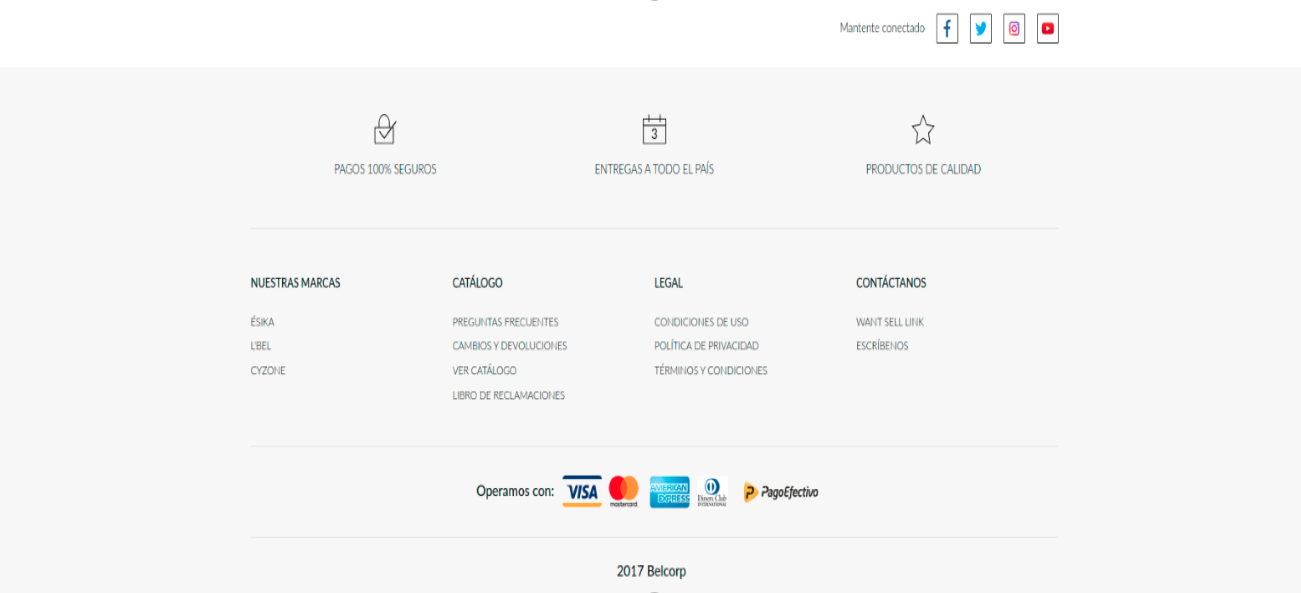 Mantente conectado
3
PAGOS 100% SEGUROS
ENTREGAS A TODO EL PAÍS
PRODUCTOS DE CALIDAD
NUESTRAS MARCAS
ÉSIKA
L'BEL
CYZONE
CATÁLOGO
PREGUNTAS FRECUENTES
CAMBIOS Y DEVOLUCIONES
VER CATÁLOGO
LIBRO DE RECLAMACIONES
LEGAL
CONDICIONES DE USO
POLÍTICA DE PRIVACIDAD
TÉRMINOS Y CONDICIONES
CONTÁCTANOS
WANT SELL LINK
ESCRÍBENOS
Operamos con:
VISA
mastercard
AMERICAN
EXPRESS
Diners Club
INTERNATIONAL
PagoEfectivo
2017 Belcorp